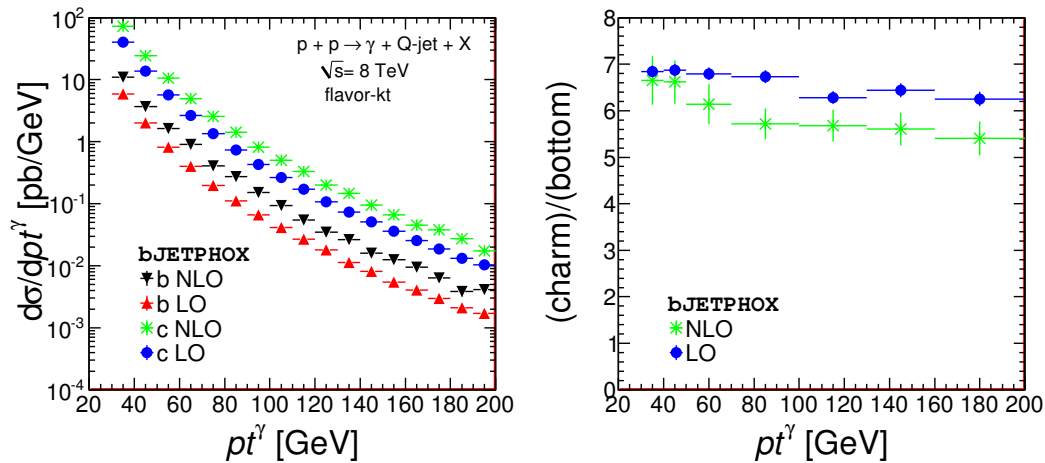 dσ/dpt^γ [pb/GeV]
10^2
10
1
10^-1
10^-2
10^-3
10^-4
p + p → γ + Q-jet + X
√s= 8 TeV
flavor-kt
bJETPHOX
b NLO
b LO
c NLO
c LO
20 40 60 80 100 120 140 160 180 200
pt^γ [GeV]
(charm)/(bottom)
8
7
6
5
4
3
2
1
0
bJETPHOX
NLO
LO
20 40 60 80 100 120 140 160 180 200
pt^γ [GeV]